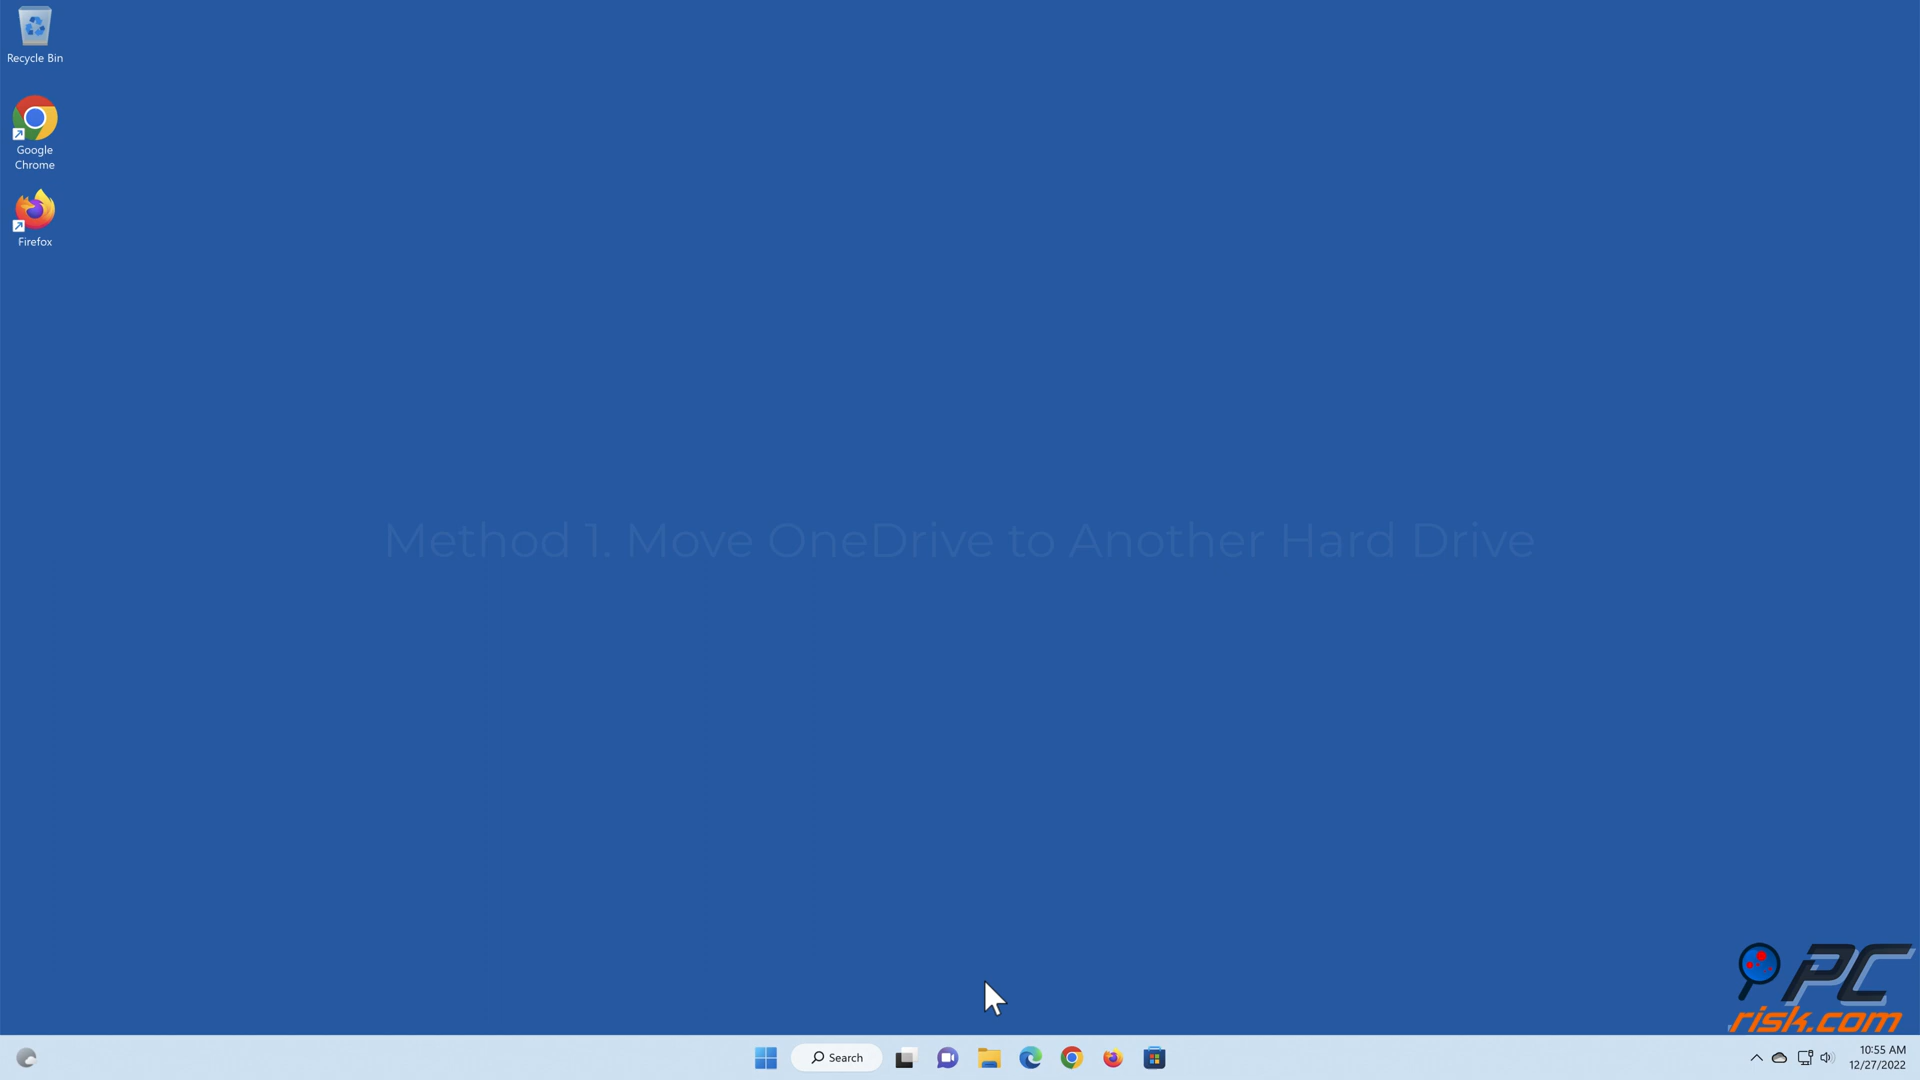 Recycle Bin
Google
Chrome
Firefox
Method 1. Move OneDrive to Another Hard Drive
PC
risk.com
Search
10:55 AM
12/27/2022